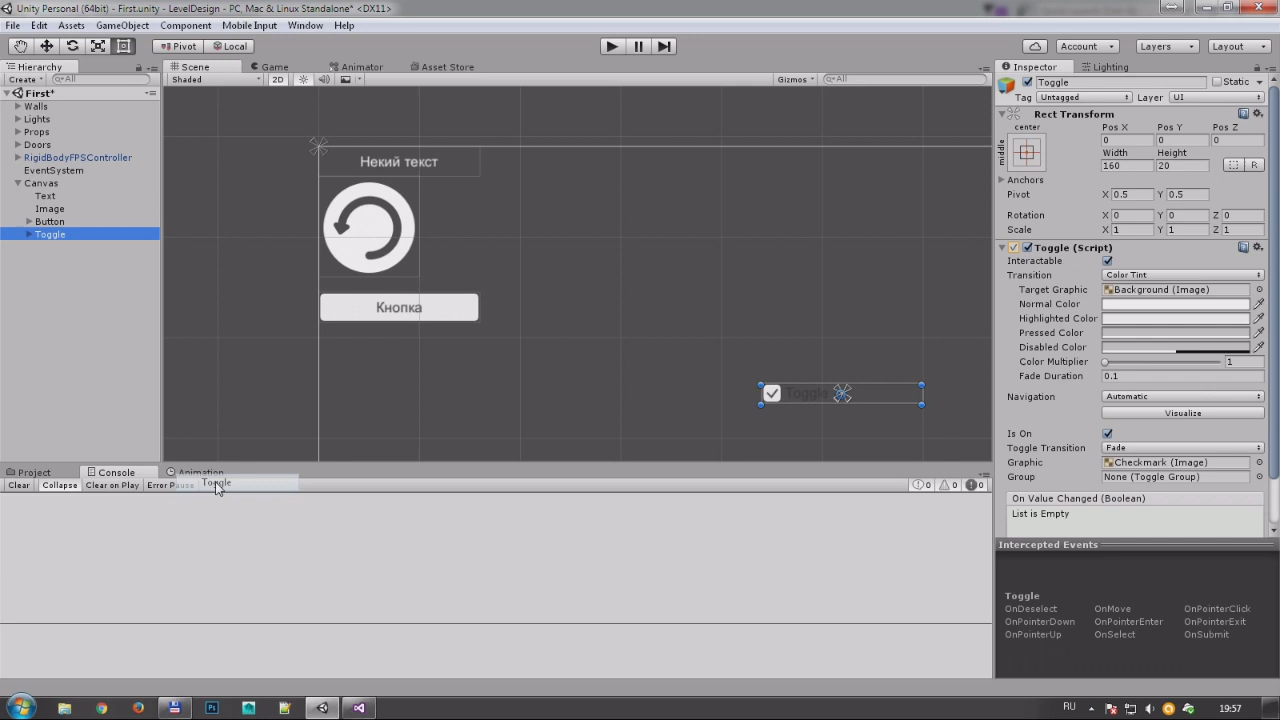 Unity Personal (64bit) - First.unity - LevelDesign - PC, Mac & Linux Standalone* <DX11>
File Edit Assets GameObject Component Mobile Input Window Help
Pivot Local Account Layers Layout
Hierarchy Scene Game Animator Asset Store Inspector Lighting
Create All Shaded 2D Gizmos All Toggle Static
First*
Tag Untagged Layer UI
Walls
Lights
Props
Doors
RigidBodyFPSController
EventSystem
Canvas
Text
Image
Button
Toggle
Некий текст
Кнопка
Toggle
Rect Transform
center Pos X Pos Y Pos Z
middle 0 0 0
Width Height
160 20 R
Anchors
Pivot X 0.5 Y 0.5
Rotation X 0 Y 0 Z 0
Scale X 1 Y 1 Z 1
Toggle (Script)
Interactable
Transition Color Tint
Target Graphic Background (Image)
Normal Color
Highlighted Color
Pressed Color
Disabled Color
Color Multiplier 1
Fade Duration 0.1
Navigation Automatic
Visualize
Is On
Toggle Transition Fade
Graphic Checkmark (Image)
Group None (Toggle Group)
On Value Changed (Boolean)
List is Empty
Project Console Animation
Clear Collapse Clear on Play Error Pause Toggle 0 0 0
Intercepted Events
Toggle
OnDeselect OnMove OnPointerClick
OnPointerDown OnPointerEnter OnPointerExit
OnPointerUp OnSelect OnSubmit
Ps RU 19:57